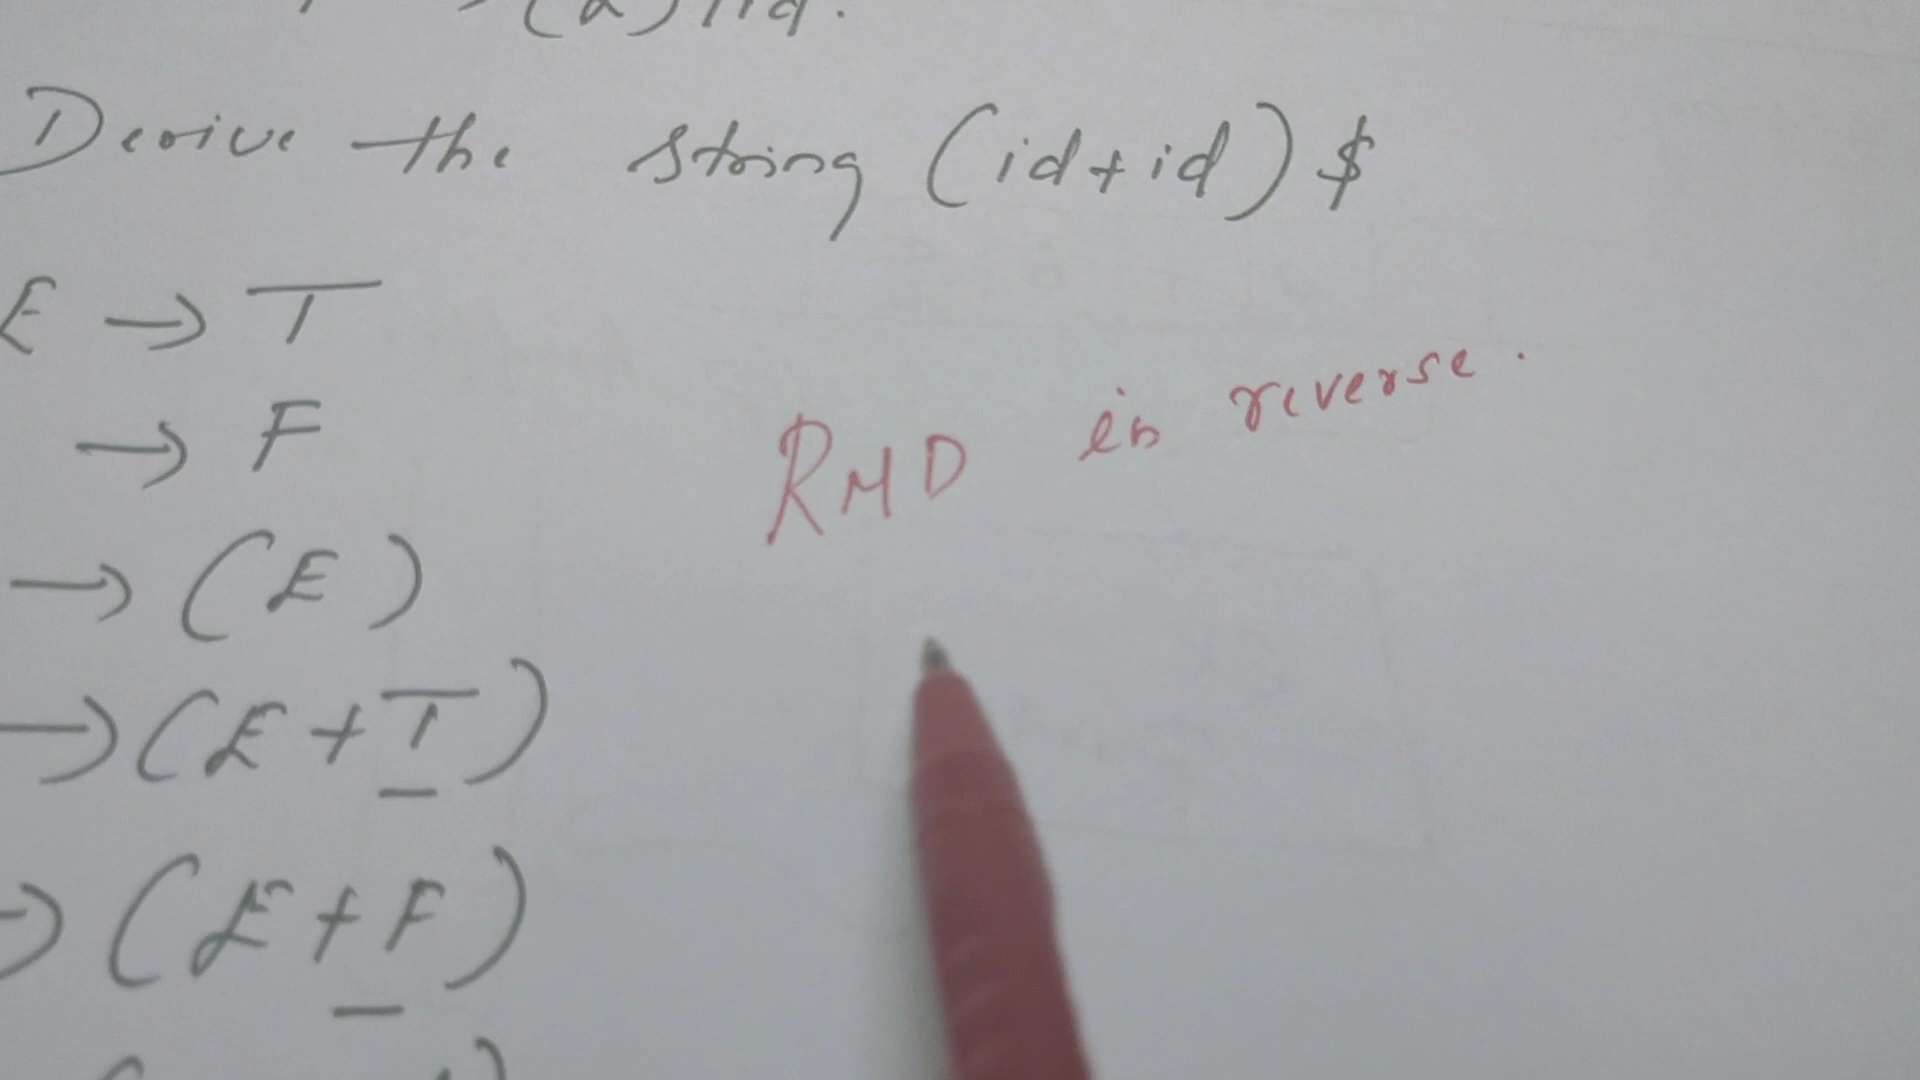 Derive the string (id+id)$
E → T
→ F
RMD in reverse.
→ (E)
→ (E+T)
→ (E+F)